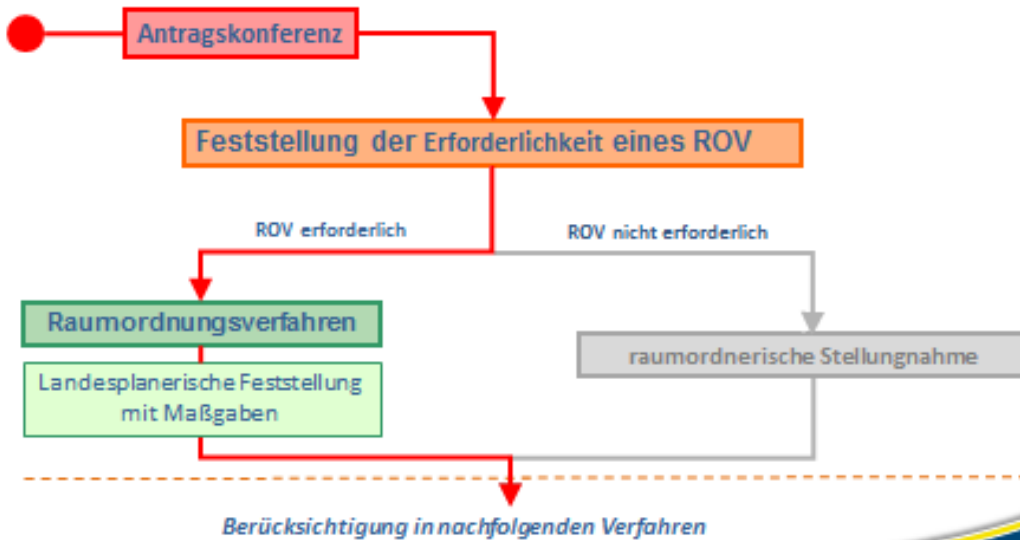 Antragskonferenz
Feststellung der Erforderlichkeit eines ROV
ROV erforderlich
ROV nicht erforderlich
Raumordnungsverfahren
raumordnerische Stellungnahme
Landesplanerische Feststellung
mit Maßgaben
Berücksichtigung in nachfolgenden Verfahren